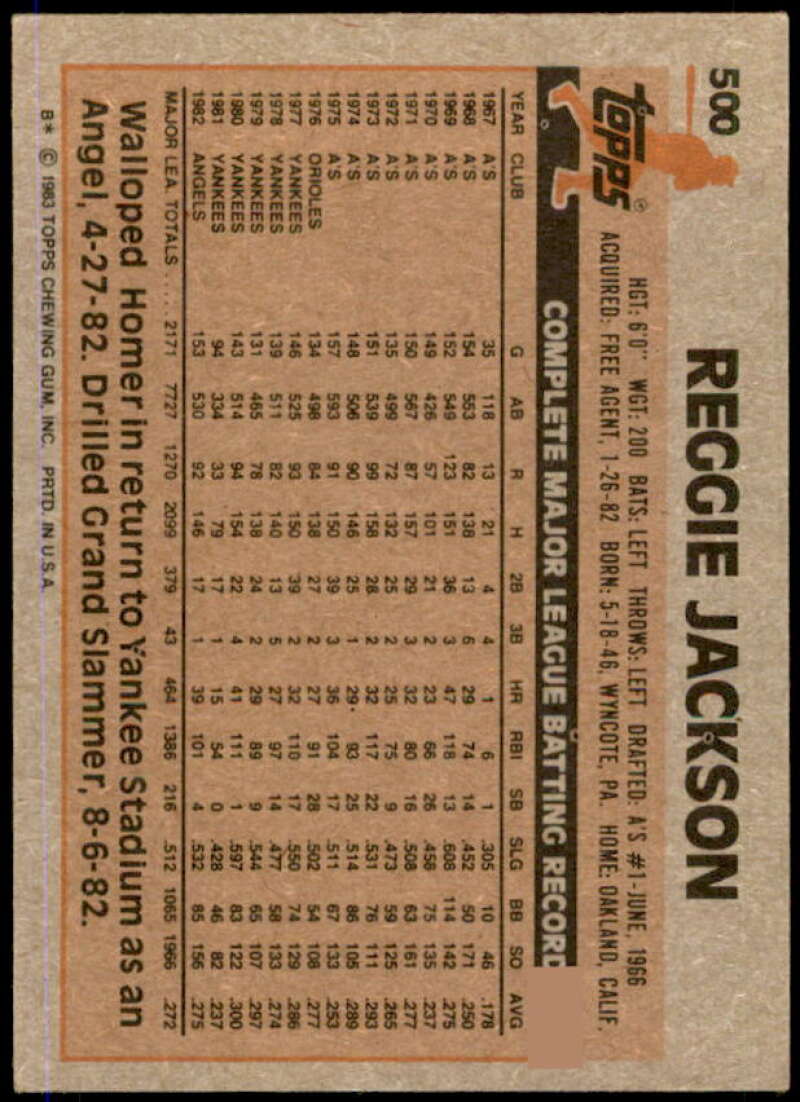 500
REGGIE JACKSON
Topps®
HGT: 6'0" WGT: 200 BATS: LEFT THROWS: LEFT DRAFTED: A'S #1-JUNE, 1966
ACQUIRED: FREE AGENT, 1-26-82 BORN: 5-18-46, WYNCOTE, PA. HOME: OAKLAND, CALIF.
COMPLETE MAJOR LEAGUE BATTING RECORD
YEAR CLUB G AB R H 2B 3B HR RBI SB SLG BB SO AVG
1967 A'S 35 118 13 21 4 4 1 6 1 .305 10 46 .178
1968 A'S 154 553 82 138 13 6 29 74 14 .452 50 171 .250
1969 A'S 152 549 123 151 36 3 47 118 13 .608 114 142 .275
1970 A'S 149 426 57 101 21 2 23 66 26 .458 75 135 .237
1971 A'S 150 567 87 157 29 3 32 80 16 .508 63 161 .277
1972 A'S 135 499 72 132 25 2 25 75 9 .473 59 125 .265
1973 A'S 151 539 99 158 28 2 32 117 22 .531 76 111 .293
1974 A'S 148 506 90 146 25 1 29 93 25 .514 86 105 .289
1975 A'S 157 593 91 150 39 3 36 104 17 .511 67 133 .253
1976 ORIOLES 134 498 84 138 27 2 27 91 28 .502 54 108 .277
1977 YANKEES 146 525 93 150 39 2 32 110 17 .550 74 129 .286
1978 YANKEES 139 511 82 140 13 5 27 97 14 .477 58 133 .274
1979 YANKEES 131 465 78 138 24 2 29 89 9 .544 65 107 .297
1980 YANKEES 143 514 94 154 22 4 41 111 1 .597 83 122 .300
1981 YANKEES 94 334 33 79 17 1 15 54 0 .428 46 82 .237
1982 ANGELS 153 530 92 146 17 1 39 101 4 .532 85 156 .275
MAJOR LEA. TOTALS .... 2171 7727 1270 2099 379 43 464 1386 216 .512 1065 1966 .272
Walloped Homer in return to Yankee Stadium as an
Angel, 4-27-82. Drilled Grand Slammer, 8-6-82.
B* © 1983 TOPPS CHEWING GUM, INC. PRTD. IN U.S.A.